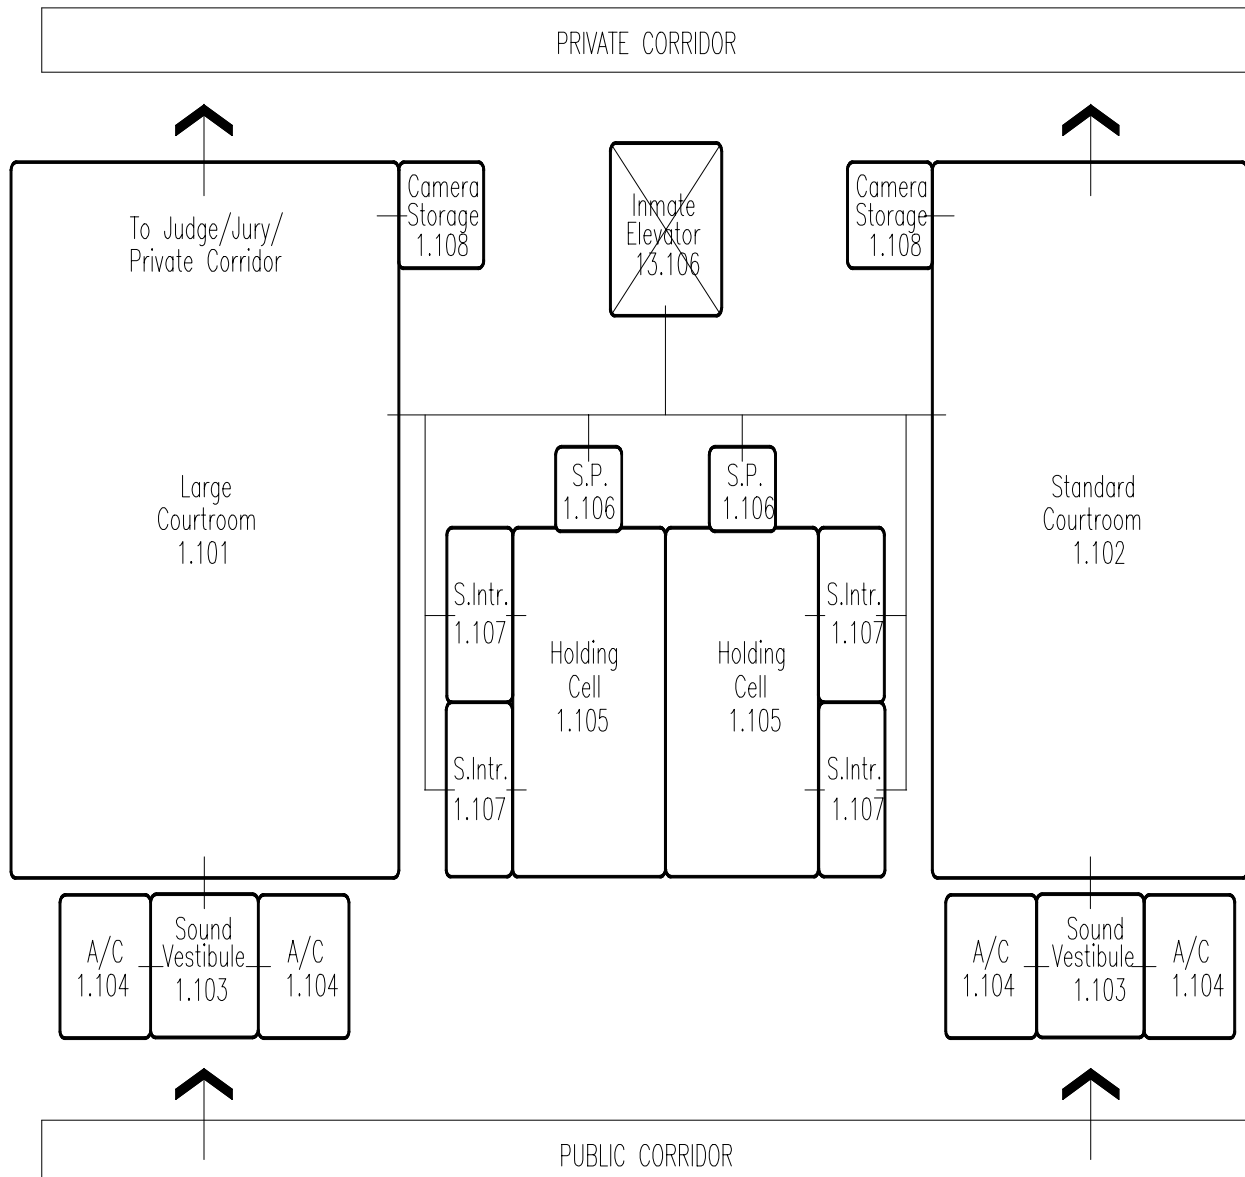 PRIVATE CORRIDOR
To Judge/Jury/
Private Corridor
Camera
Storage
1.108
Inmate
Elevator
13.106
Camera
Storage
1.108
Large
Courtroom
1.101
S.P.
1.106
S.P.
1.106
Standard
Courtroom
1.102
S.Intr.
1.107
Holding
Cell
1.105
Holding
Cell
1.105
S.Intr.
1.107
S.Intr.
1.107
S.Intr.
1.107
A/C
1.104
Sound
Vestibule
1.103
A/C
1.104
A/C
1.104
Sound
Vestibule
1.103
A/C
1.104
PUBLIC CORRIDOR